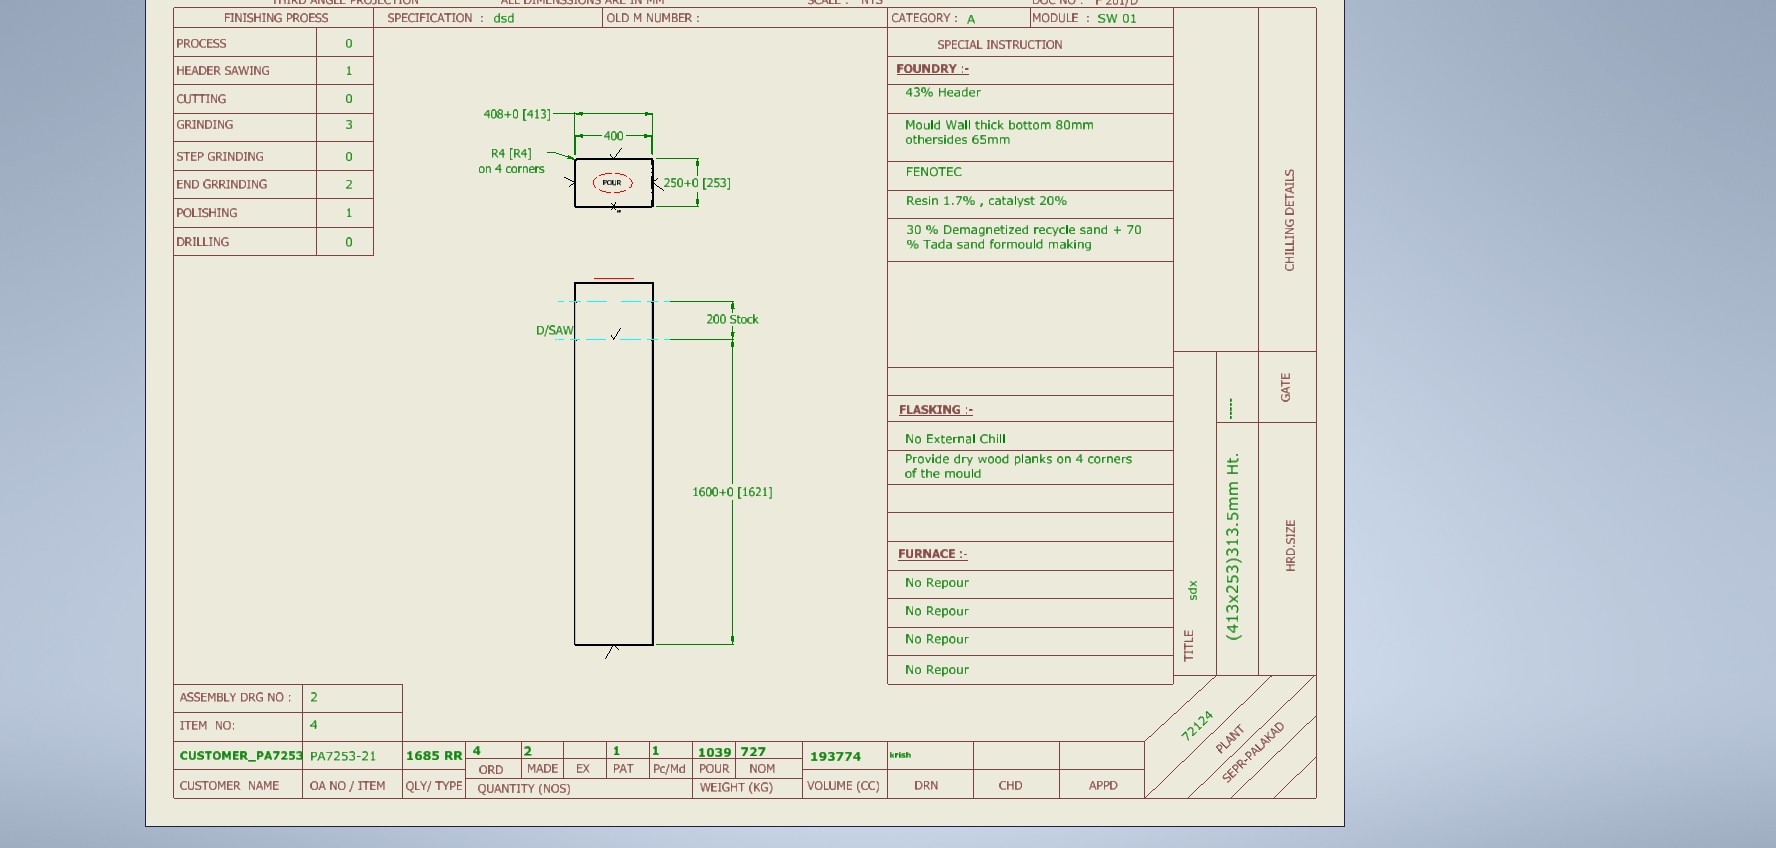 THIRD ANGLE PROJECTION ALL DIMENSSIONS ARE IN MM SCALE : NTS DOC NO : P 201/D
FINISHING PROESS SPECIFICATION : dsd OLD M NUMBER : CATEGORY : A MODULE : SW 01
PROCESS 0
HEADER SAWING 1
CUTTING 0
GRINDING 3
STEP GRINDING 0
END GRRINDING 2
POLISHING 1
DRILLING 0
408+0 [413]
400
R4 [R4]
on 4 corners
POUR
250+0 [253]
D/SAW
200 Stock
1600+0 [1621]
SPECIAL INSTRUCTION
FOUNDRY :-
43% Header
Mould Wall thick bottom 80mm
othersides 65mm
FENOTEC
Resin 1.7% , catalyst 20%
30 % Demagnetized recycle sand + 70
% Tada sand formould making
FLASKING :-
No External Chill
Provide dry wood planks on 4 corners
of the mould
FURNACE :-
No Repour
No Repour
No Repour
No Repour
CHILLING DETAILS
GATE
-----
HRD.SIZE
(413x253)313.5mm Ht.
TITLE sdx
72124
PLANT
SEPR-PALAKAD
ASSEMBLY DRG NO : 2
ITEM NO: 4
CUSTOMER_PA7253 PA7253-21 1685 RR 4 2 1 1 1039 727 193774 krish
ORD MADE EX PAT Pc/Md POUR NOM
CUSTOMER NAME OA NO / ITEM QLY/ TYPE QUANTITY (NOS) WEIGHT (KG) VOLUME (CC) DRN CHD APPD